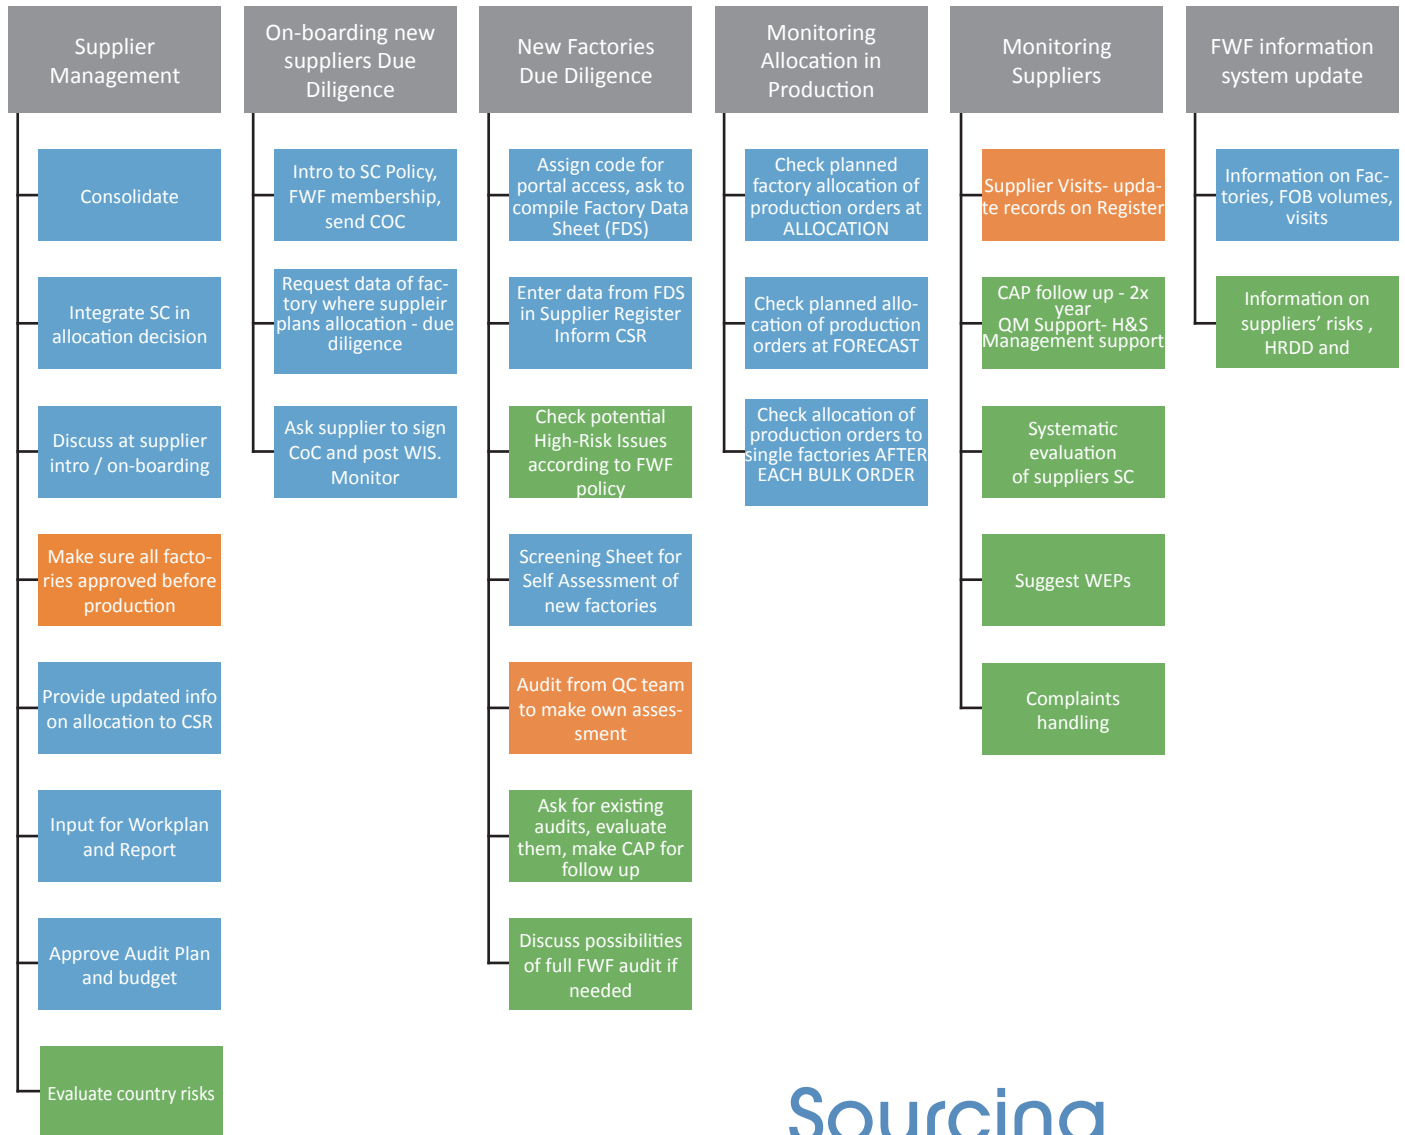 Supplier
Management
Consolidate
Integrate SC in
allocation decision
Discuss at supplier
intro / on-boarding
Make sure all facto-
ries approved before
production
Provide updated info
on allocation to CSR
Input for Workplan
and Report
Approve Audit Plan
and budget
Evaluate country risks
On-boarding new
suppliers Due
Diligence
Intro to SC Policy,
FWF membership,
send COC
Request data of fac-
tory where suppleir
plans allocation - due
diligence
Ask supplier to sign
CoC and post WIS.
Monitor
New Factories
Due Diligence
Assign code for
portal access, ask to
compile Factory Data
Sheet (FDS)
Enter data from FDS
in Supplier Register
Inform CSR
Check potential
High-Risk Issues
according to FWF
policy
Screening Sheet for
Self Assessment of
new factories
Audit from QC team
to make own asses-
sment
Ask for existing
audits, evaluate
them, make CAP for
follow up
Discuss possibilities
of full FWF audit if
needed
Monitoring
Allocation in
Production
Check planned
factory allocation of
production orders at
ALLOCATION
Check planned allo-
cation of production
orders at FORECAST
Check allocation of
production orders to
single factories AFTER
EACH BULK ORDER
Monitoring
Suppliers
Supplier Visits- upda-
te records on Register
CAP follow up - 2x
year
QM Support- H&S
Management support
Systematic
evaluation
of suppliers SC
Suggest WEPs
Complaints
handling
FWF information
system update
Information on Fac-
tories, FOB volumes,
visits
Information on
suppliers’ risks ,
HRDD and
Sourcing